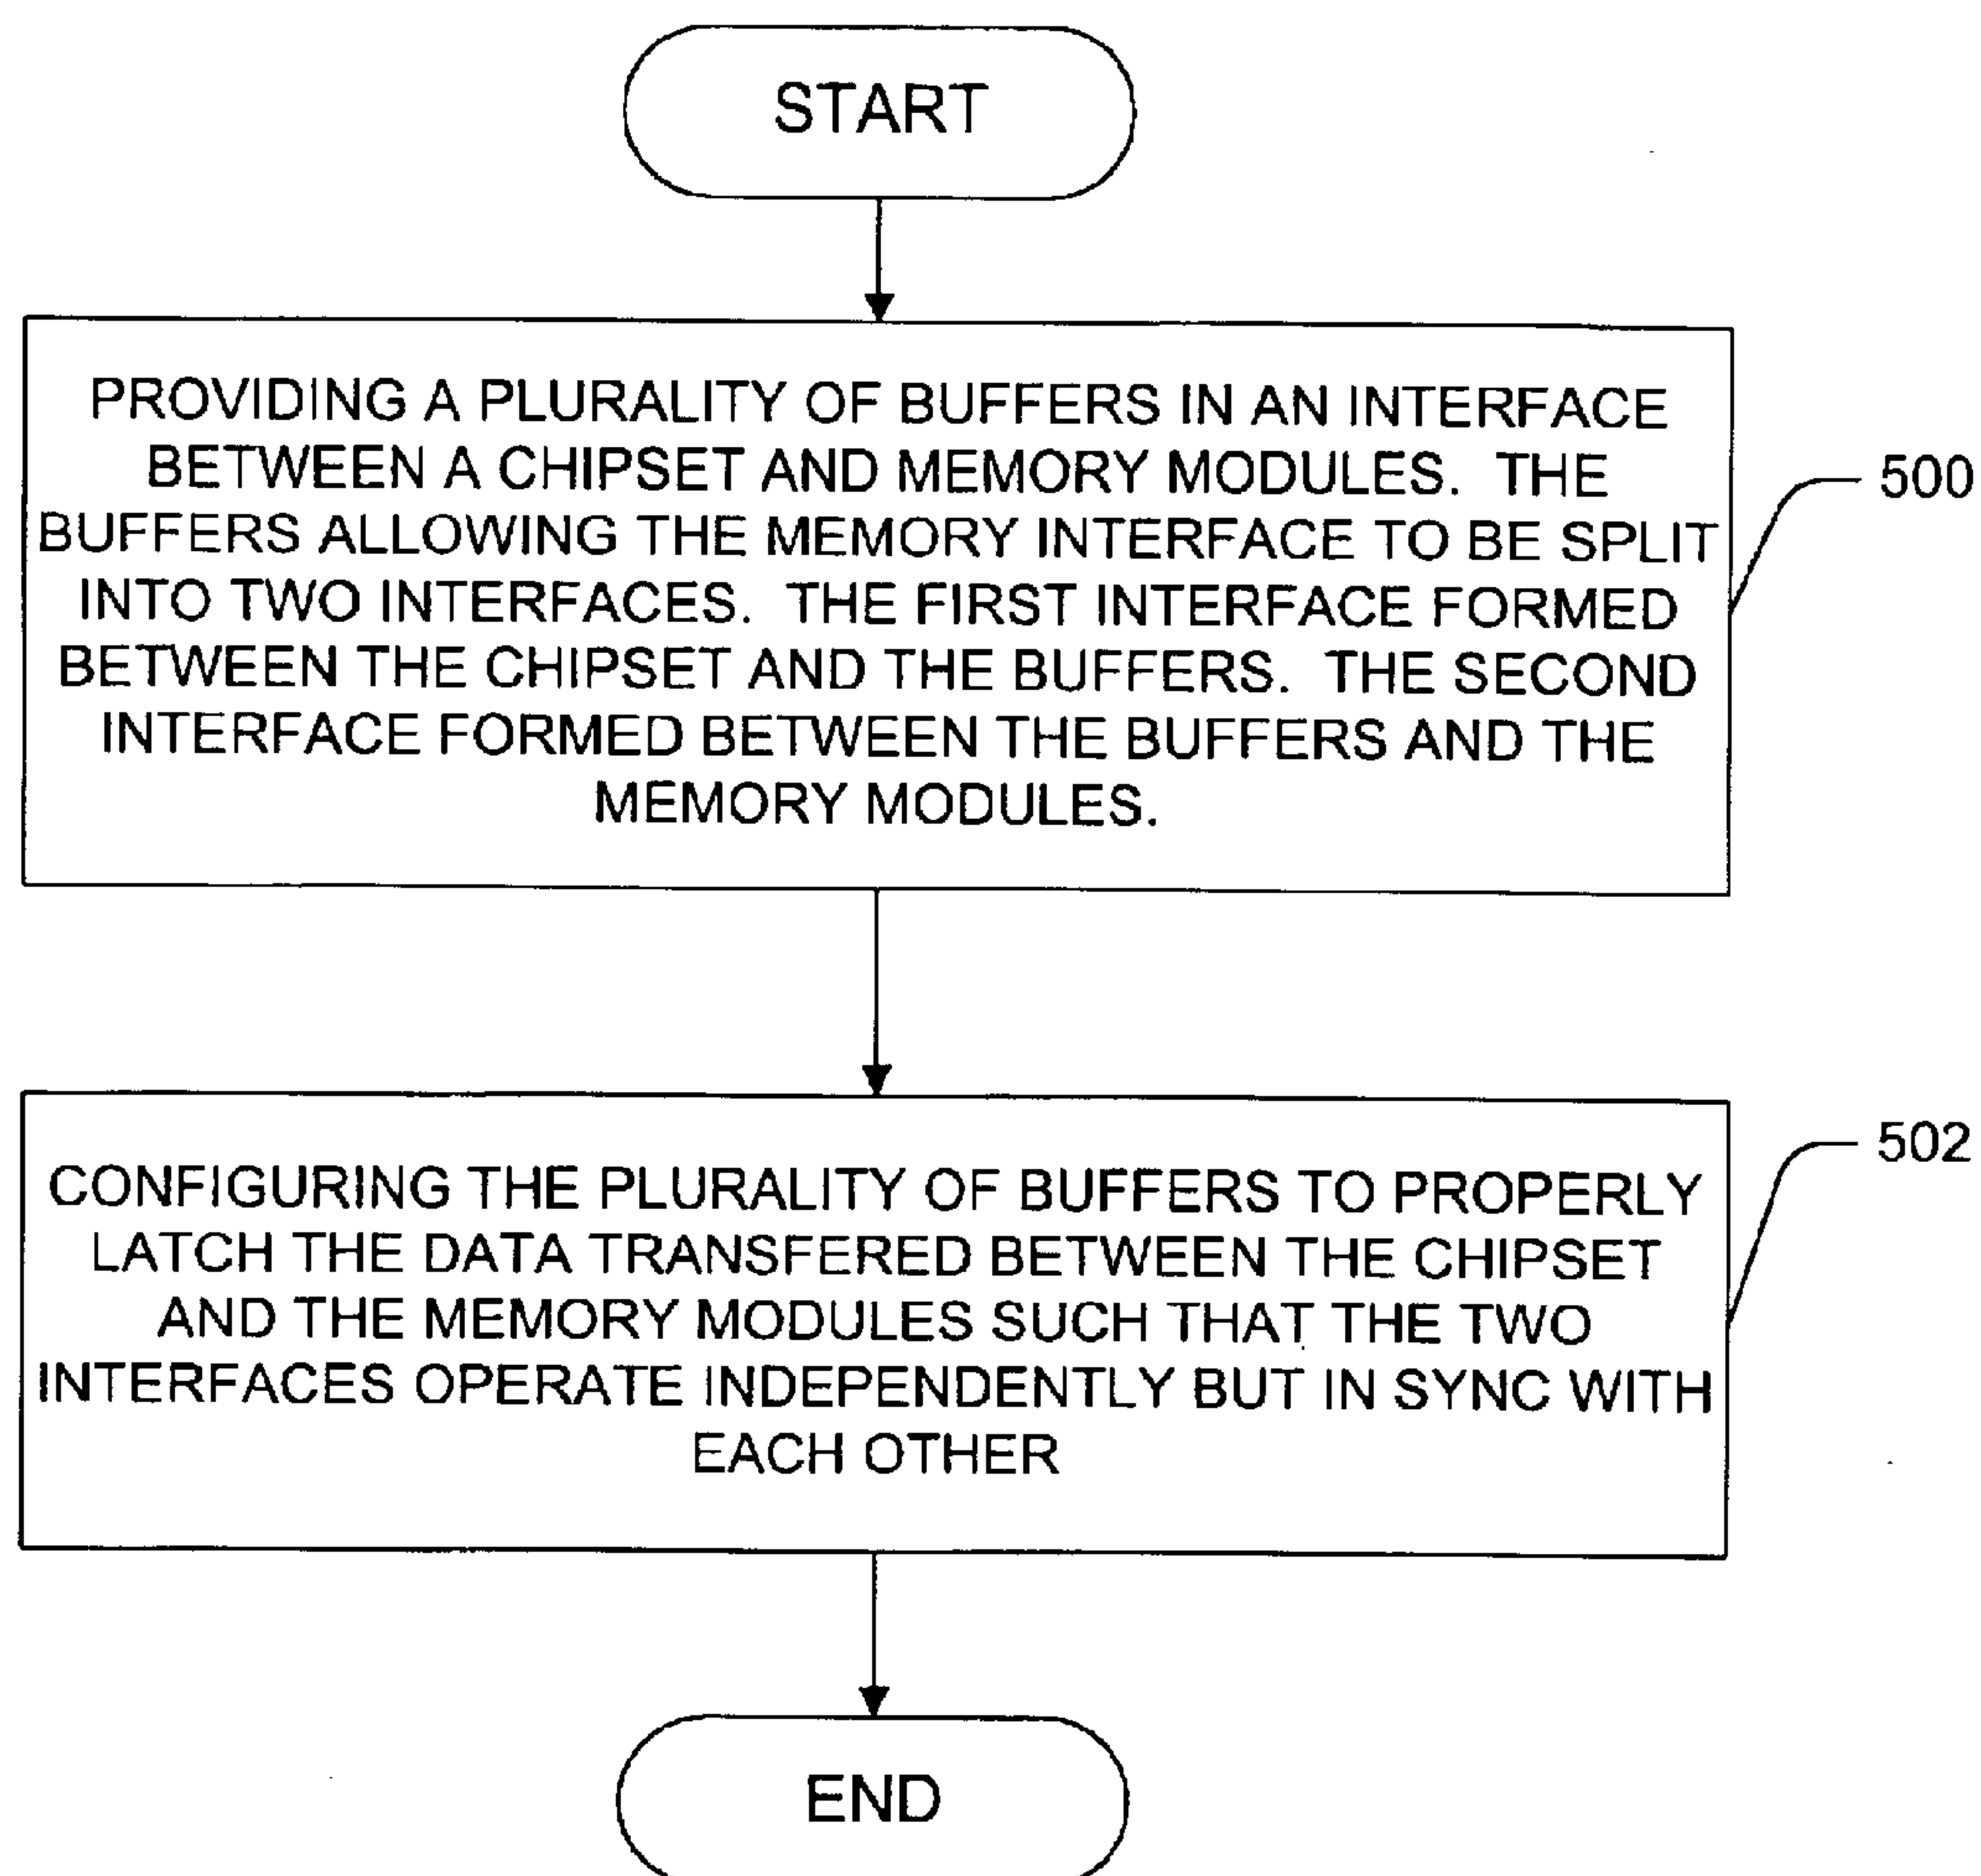 START
PROVIDING A PLURALITY OF BUFFERS IN AN INTERFACE
BETWEEN A CHIPSET AND MEMORY MODULES. THE
BUFFERS ALLOWING THE MEMORY INTERFACE TO BE SPLIT
INTO TWO INTERFACES. THE FIRST INTERFACE FORMED
BETWEEN THE CHIPSET AND THE BUFFERS. THE SECOND
INTERFACE FORMED BETWEEN THE BUFFERS AND THE
MEMORY MODULES.
500
CONFIGURING THE PLURALITY OF BUFFERS TO PROPERLY
LATCH THE DATA TRANSFERED BETWEEN THE CHIPSET
AND THE MEMORY MODULES SUCH THAT THE TWO
INTERFACES OPERATE INDEPENDENTLY BUT IN SYNC WITH
EACH OTHER
502
END